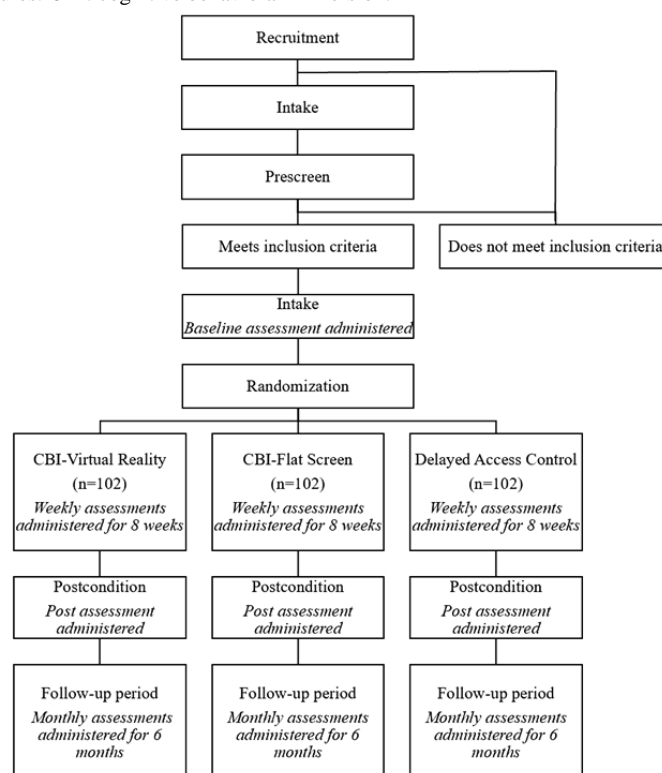 Recruitment
Intake
Prescreen
Meets inclusion criteria
Does not meet inclusion criteria
Intake
Baseline assessment administered
Randomization
CBI-Virtual Reality
(n=102)
Weekly assessments
administered for 8 weeks
CBI-Flat Screen
(n=102)
Weekly assessments
administered for 8 weeks
Delayed Access Control
(n=102)
Weekly assessments
administered for 8 weeks
Postcondition
Post assessment
administered
Postcondition
Post assessment
administered
Postcondition
Post assessment
administered
Follow-up period
Monthly assessments
administered for 6
months
Follow-up period
Monthly assessments
administered for 6
months
Follow-up period
Monthly assessments
administered for 6
months